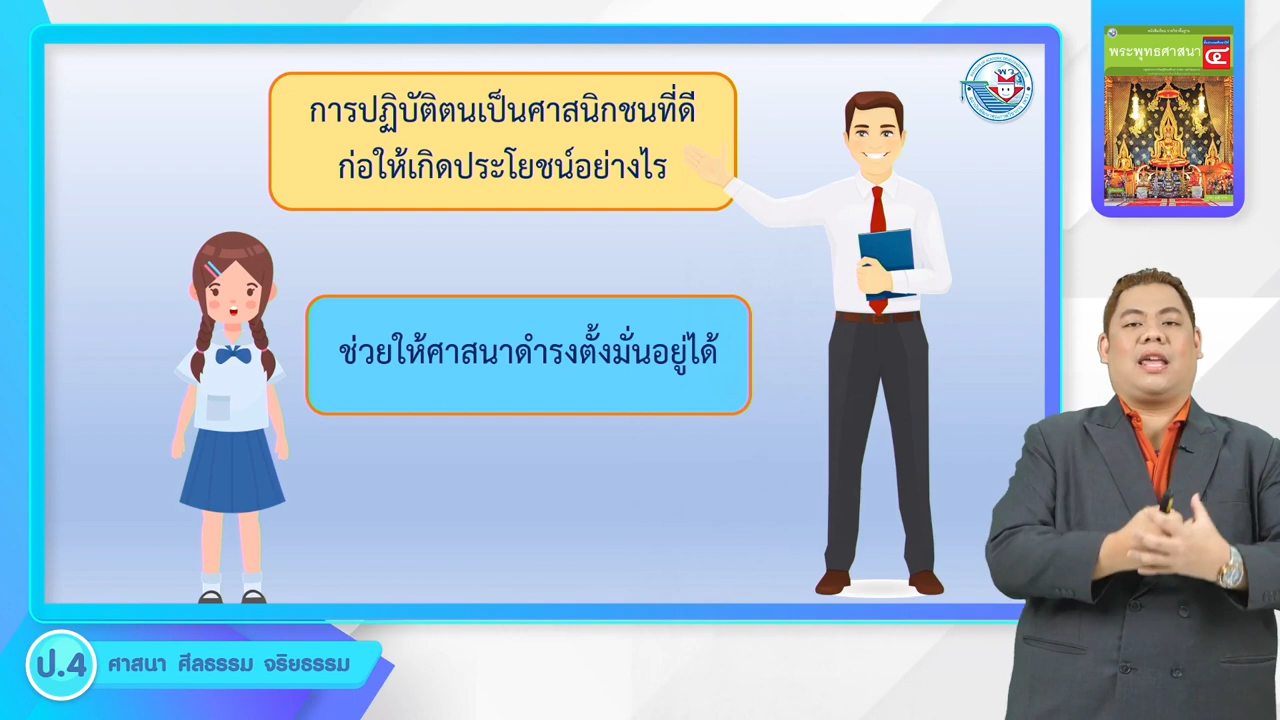 การปฏิบัติตนเป็นศาสนิกชนที่ดี
ก่อให้เกิดประโยชน์อย่างไร
ช่วยให้ศาสนาดำรงตั้งมั่นอยู่ได้
พว
พระพุทธศาสนา
๔
ป.4 ศาสนา ศีลธรรม จริยธรรม